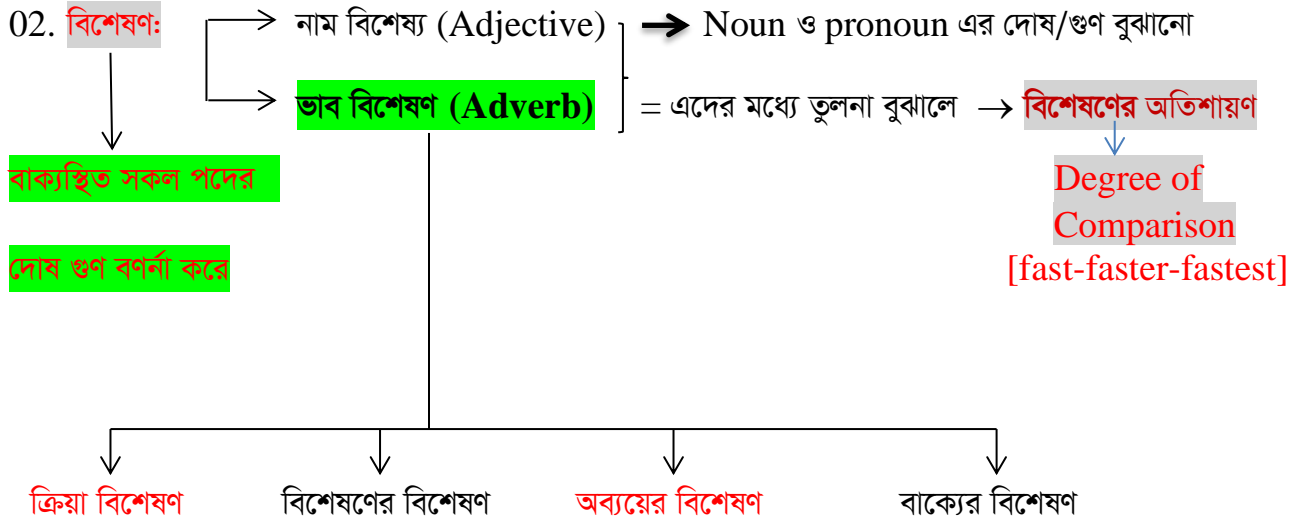 02. বিশেষণ: নাম বিশেষ্য (Adjective) Noun ও pronoun এর দোষ/গুণ বুঝানো
ভাব বিশেষণ (Adverb) = এদের মধ্যে তুলনা বুঝালে → বিশেষণের অতিশায়ণ
বাক্যস্থিত সকল পদের
দোষ গুণ বণর্না করে
Degree of
Comparison
[fast-faster-fastest]
ক্রিয়া বিশেষণ বিশেষণের বিশেষণ অব্যয়ের বিশেষণ বাক্যের বিশেষণ